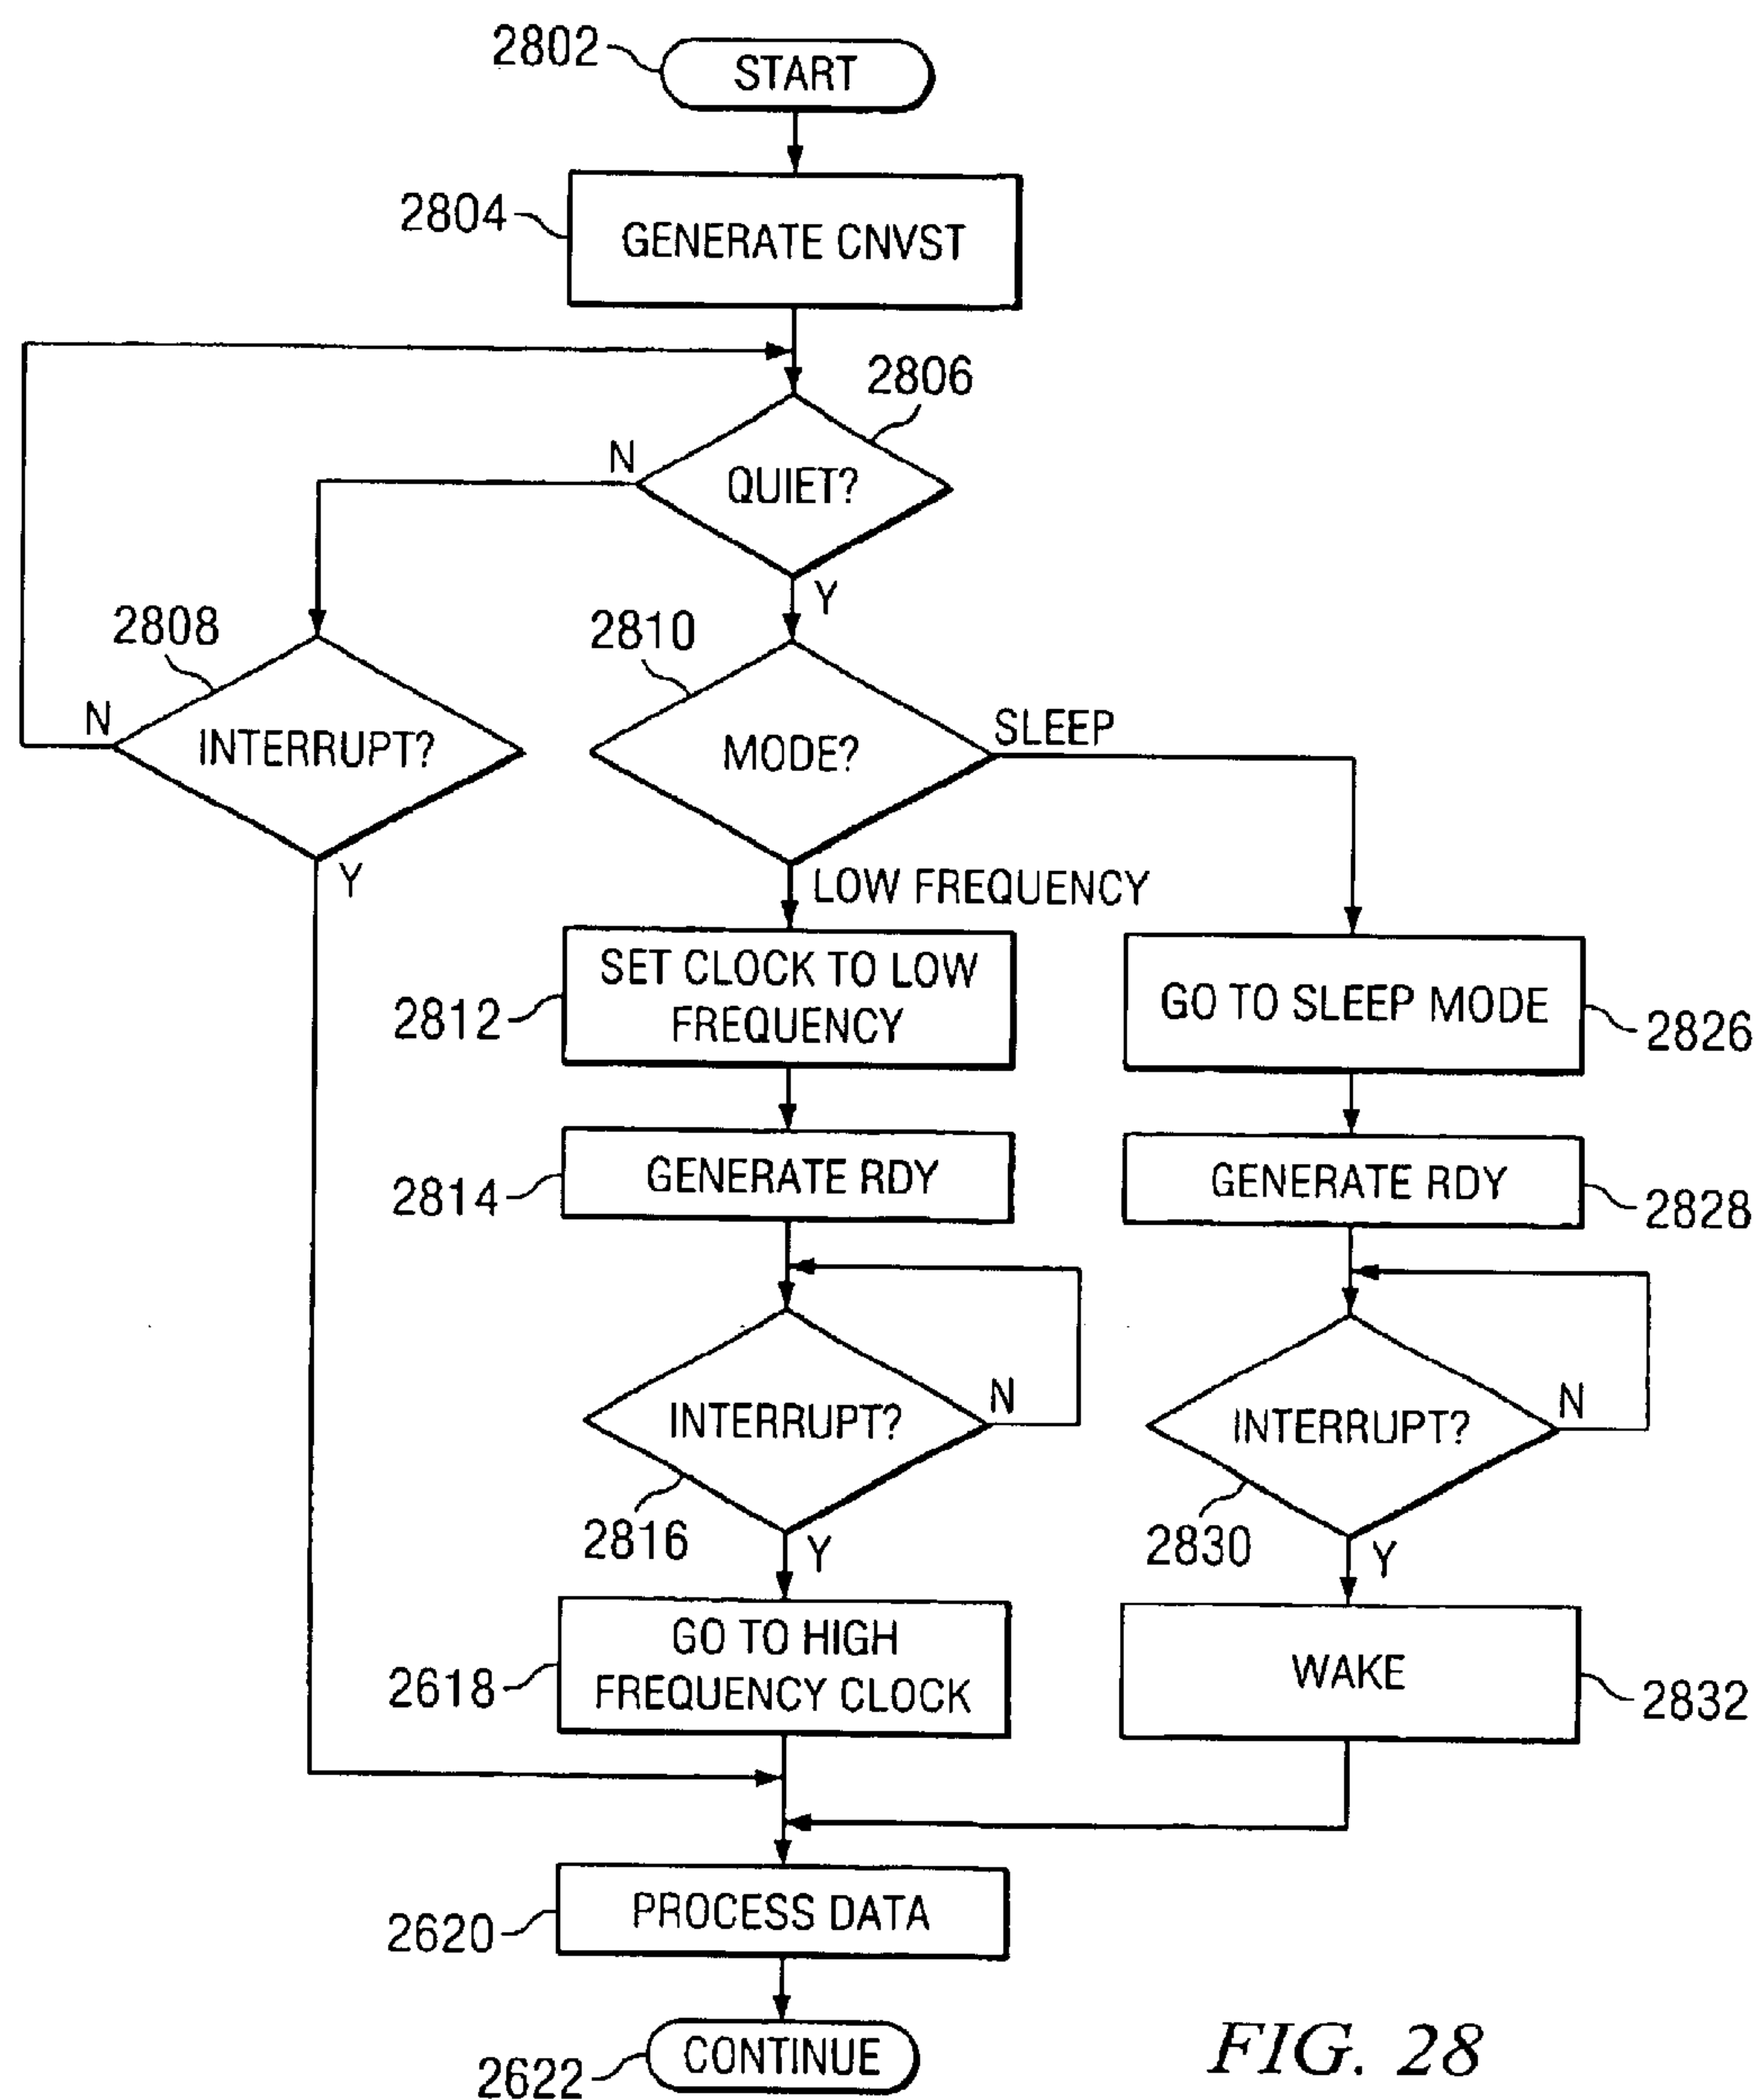 2802
START
2804
GENERATE CNVST
2806
N
QUIET?
Y
2808
2810
N
INTERRUPT?
MODE?
SLEEP
Y
LOW FREQUENCY
2812
SET CLOCK TO LOW
FREQUENCY
GO TO SLEEP MODE
2826
2814
GENERATE RDY
GENERATE RDY
2828
INTERRUPT?
N
INTERRUPT?
N
2816
Y
2830
Y
2618
GO TO HIGH
FREQUENCY CLOCK
WAKE
2832
2620
PROCESS DATA
2622
CONTINUE
FIG. 28